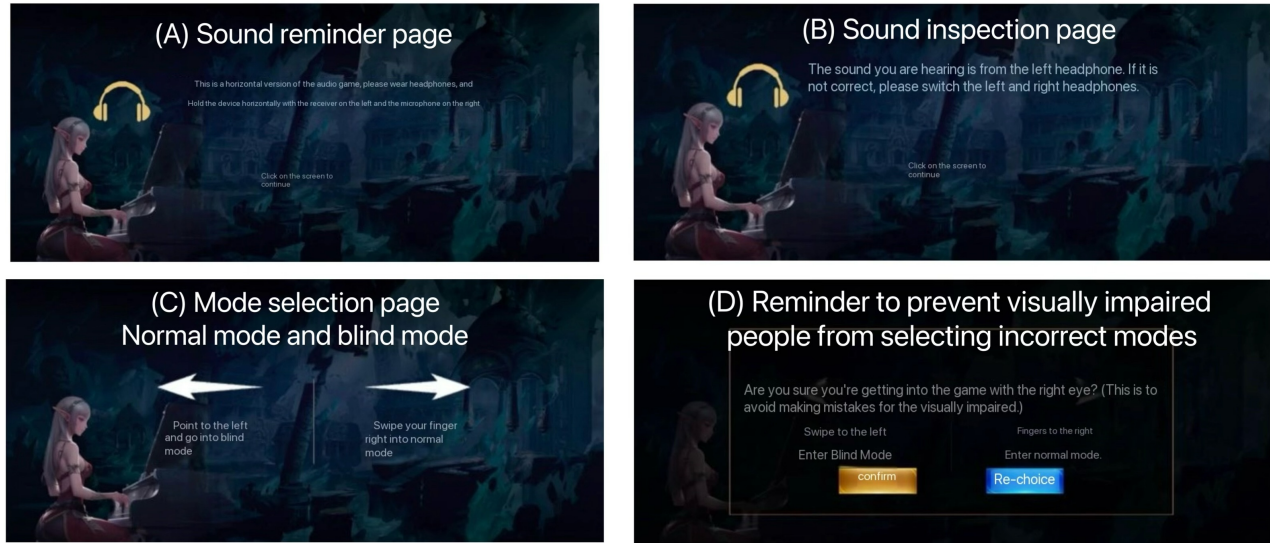 (A) Sound reminder page
This is a horizontal version of the audio game, please wear headphones, and
Hold the device horizontally with the receiver on the left and the microphone on the right
Click on the screen to
continue
(B) Sound inspection page
The sound you are hearing is from the left headphone. If it is
not correct, please switch the left and right headphones.
Click on the screen to
continue
(C) Mode selection page
Normal mode and blind mode
Point to the left
and go into blind
mode
Swipe your finger
right into normal
mode
(D) Reminder to prevent visually impaired
people from selecting incorrect modes
Are you sure you're getting into the game with the right eye? (This is to
avoid making mistakes for the visually impaired.)
Swipe to the left
Enter Blind Mode
confirm
Fingers to the right
Enter normal mode.
Re-choice